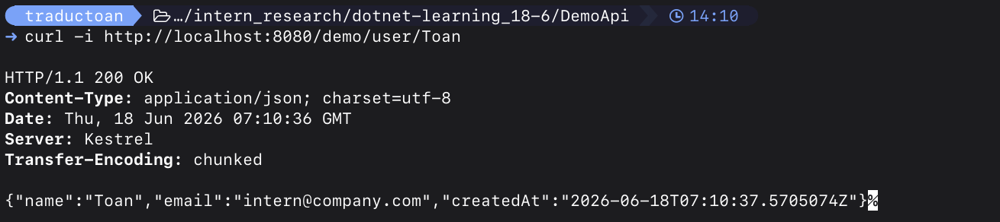 traductoan …/intern_research/dotnet-learning_18-6/DemoApi 14:10
→ curl -i http://localhost:8080/demo/user/Toan
HTTP/1.1 200 OK
Content-Type: application/json; charset=utf-8
Date: Thu, 18 Jun 2026 07:10:36 GMT
Server: Kestrel
Transfer-Encoding: chunked
{"name":"Toan","email":"intern@company.com","createdAt":"2026-06-18T07:10:37.5705074Z"}%